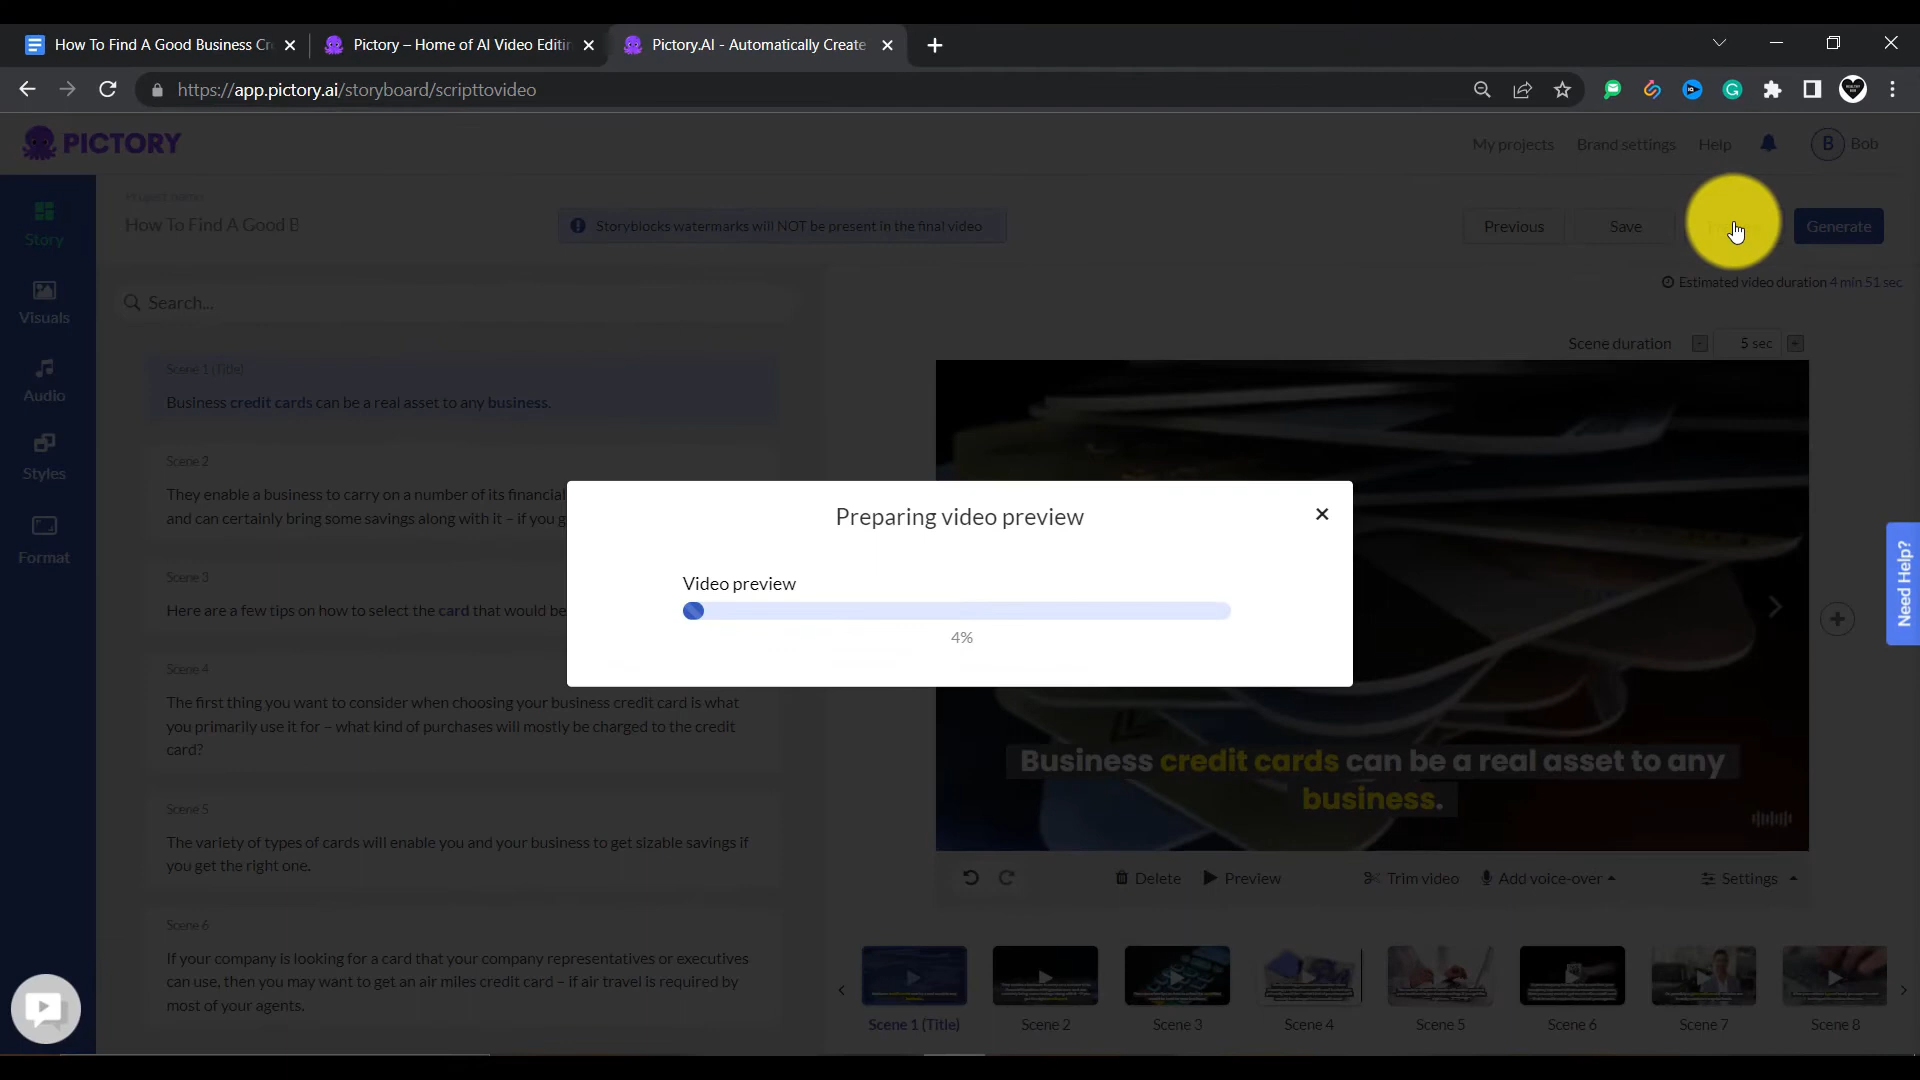 How To Find A Good Business Cr
Pictory – Home of AI Video Editin
Pictory.AI - Automatically Create
https://app.pictory.ai/storyboard/scripttovideo
PICTORY
My projects
Brand settings
Help
B
Bob
Project name
How To Find A Good B
Storyblocks watermarks will NOT be present in the final video
Previous
Save
Generate
Estimated video duration 4 min 51 sec
Story
Visuals
Audio
Styles
Format
Search...
Scene 1 (Title)
Business credit cards can be a real asset to any business.
Scene 2
They enable a business to carry on a number of its financial
and can certainly bring some savings along with it – if you g
Scene 3
Here are a few tips on how to select the card that would be
Scene 4
The first thing you want to consider when choosing your business credit card is what
you primarily use it for – what kind of purchases will mostly be charged to the credit
card?
Scene 5
The variety of types of cards will enable you and your business to get sizable savings if
you get the right one.
Scene 6
If your company is looking for a card that your company representatives or executives
can use, then you may want to get an air miles credit card – if air travel is required by
most of your agents.
Preparing video preview
Video preview
4%
Scene duration
-
5 sec
+
Business credit cards can be a real asset to any
business.
Delete
Preview
Trim video
Add voice-over
Settings
Scene 1 (Title)
Scene 2
Scene 3
Scene 4
Scene 5
Scene 6
Scene 7
Scene 8
Need Help?